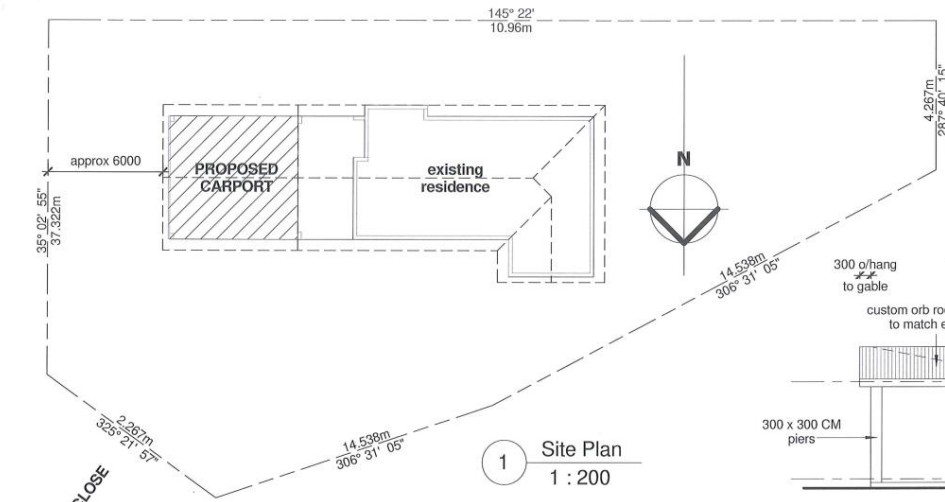 145° 22'
10.96m
4.267m
287° 40' 15"
approx 6000
PROPOSED
CARPORT
existing
residence
N
35° 02' 55"
37.322m
14.538m
306° 31' 05"
300 o/hang
to gable
custom orb ro
to match e
2.267m
325° 21' 57"
14.538m
306° 31' 05"
300 x 300 CM
piers
1
Site Plan
1 : 200
CLOSE